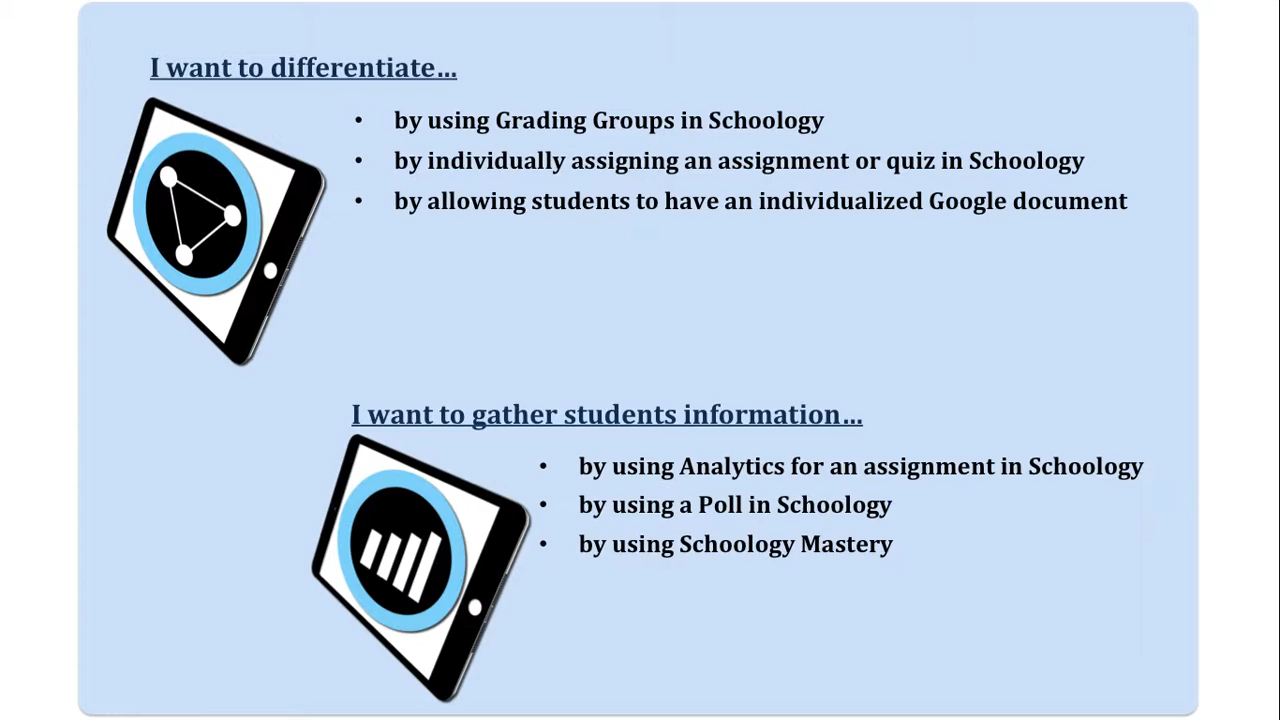 I want to differentiate...
• by using Grading Groups in Schoology
• by individually assigning an assignment or quiz in Schoology
• by allowing students to have an individualized Google document
I want to gather students information...
• by using Analytics for an assignment in Schoology
• by using a Poll in Schoology
• by using Schoology Mastery